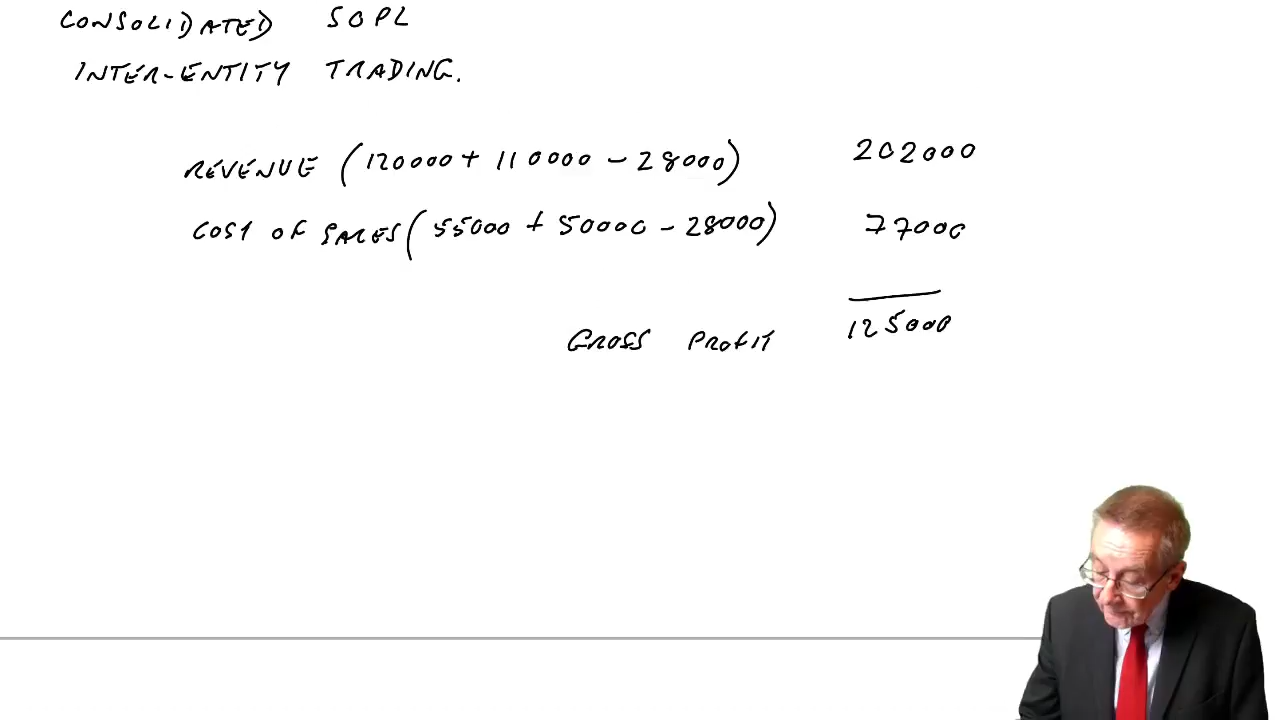 CONSOLIDATED SOPL
INTER-ENTITY TRADING.
REVENUE (120000 + 110000 - 28000) 202000
COST OF SALES (55000 + 50000 - 28000) 77000
GROSS PROFIT 125000